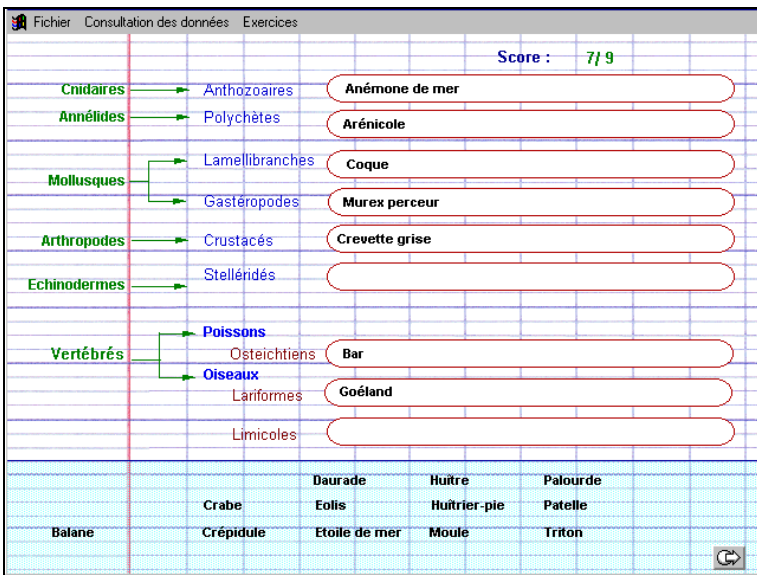 Fichier Consultation des données Exercices
Score : 7/ 9
Cnidaires Anthozoaires Anémone de mer
Annélides Polychètes Arénicole
Lamellibranches Coque
Mollusques
Gastéropodes Murex perceur
Arthropodes Crustacés Crevette grise
Stelléridés
Echinodermes
Poissons
Vertébrés Osteichtiens Bar
Oiseaux
Lariformes Goéland
Limicoles
Daurade Huître Palourde
Crabe Eolis Huîtrier-pie Patelle
Balane Crépidule Etoile de mer Moule Triton